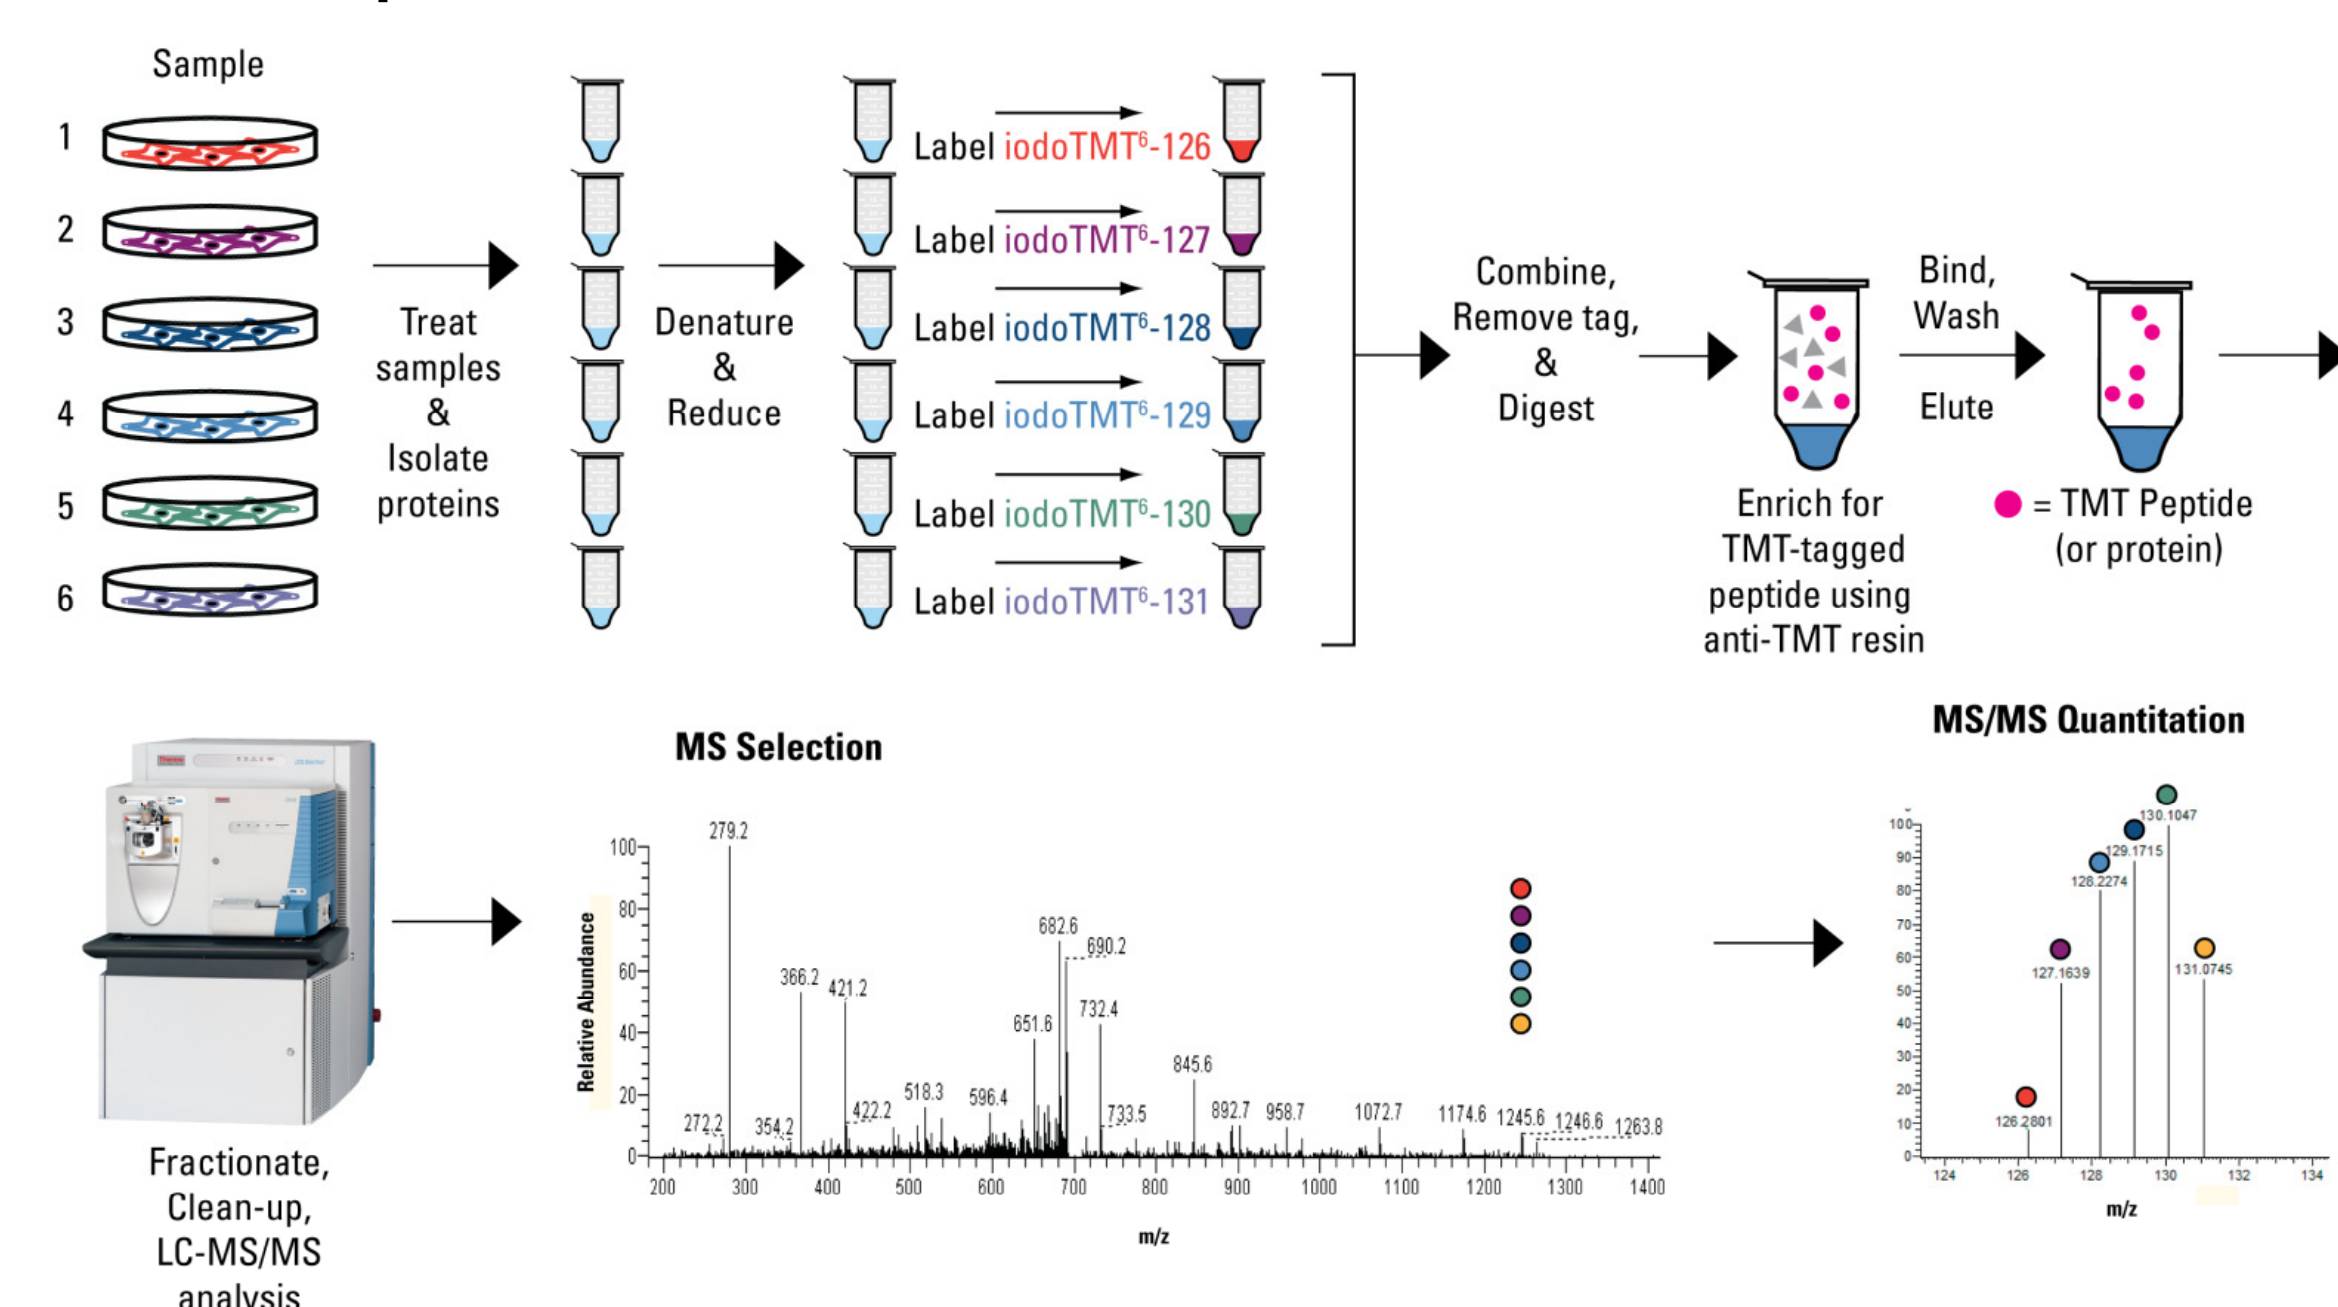 Sample
1
2
3
4
5
6
Treat
samples
&
Isolate
proteins
Denature
&
Reduce
Label iodoTMT⁶-126
Label iodoTMT⁶-127
Label iodoTMT⁶-128
Label iodoTMT⁶-129
Label iodoTMT⁶-130
Label iodoTMT⁶-131
Combine,
Remove tag,
&
Digest
Enrich for
TMT-tagged
peptide using
anti-TMT resin
Bind,
Wash
Elute
= TMT Peptide
(or protein)
Thermo
Fractionate,
Clean-up,
LC-MS/MS
analysis
MS Selection
Relative Abundance
100
80
60
40
20
0
279.2
366.2
421.2
682.6
690.2
651.6
732.4
845.6
272.2
354.2
422.2
518.3
596.4
733.5
892.7
958.7
1072.7
1174.6
1245.6
1246.6
1263.8
200 300 400 500 600 700 800 900 1000 1100 1200 1300 1400
m/z
MS/MS Quantitation
100
90
80
70
60
50
40
30
20
10
0
130.1047
129.1715
128.2274
127.1639
131.0745
126.2801
124 126 128 130 132 134
m/z